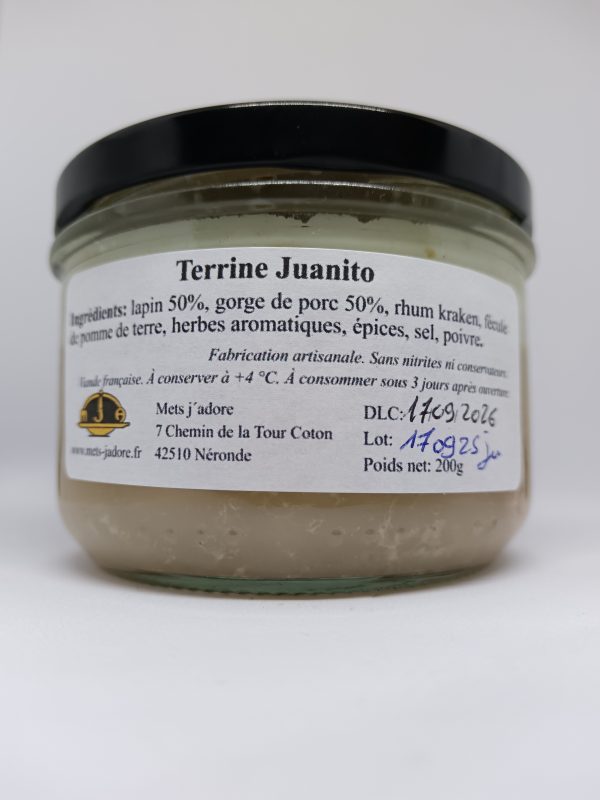 Terrine Juanito
Ingrédients: lapin 50%, gorge de porc 50%, rhum kraken, fécule
de pomme de terre, herbes aromatiques, épices, sel, poivre.
Fabrication artisanale. Sans nitrites ni conservateurs.
Viande française. À conserver à +4 °C. À consommer sous 3 jours après ouverture.
MJA
Mets j´adore
7 Chemin de la Tour Coton
www.mets-jadore.fr 42510 Néronde
DLC: 17/09/2026
Lot: 170925 ju
Poids net: 200g